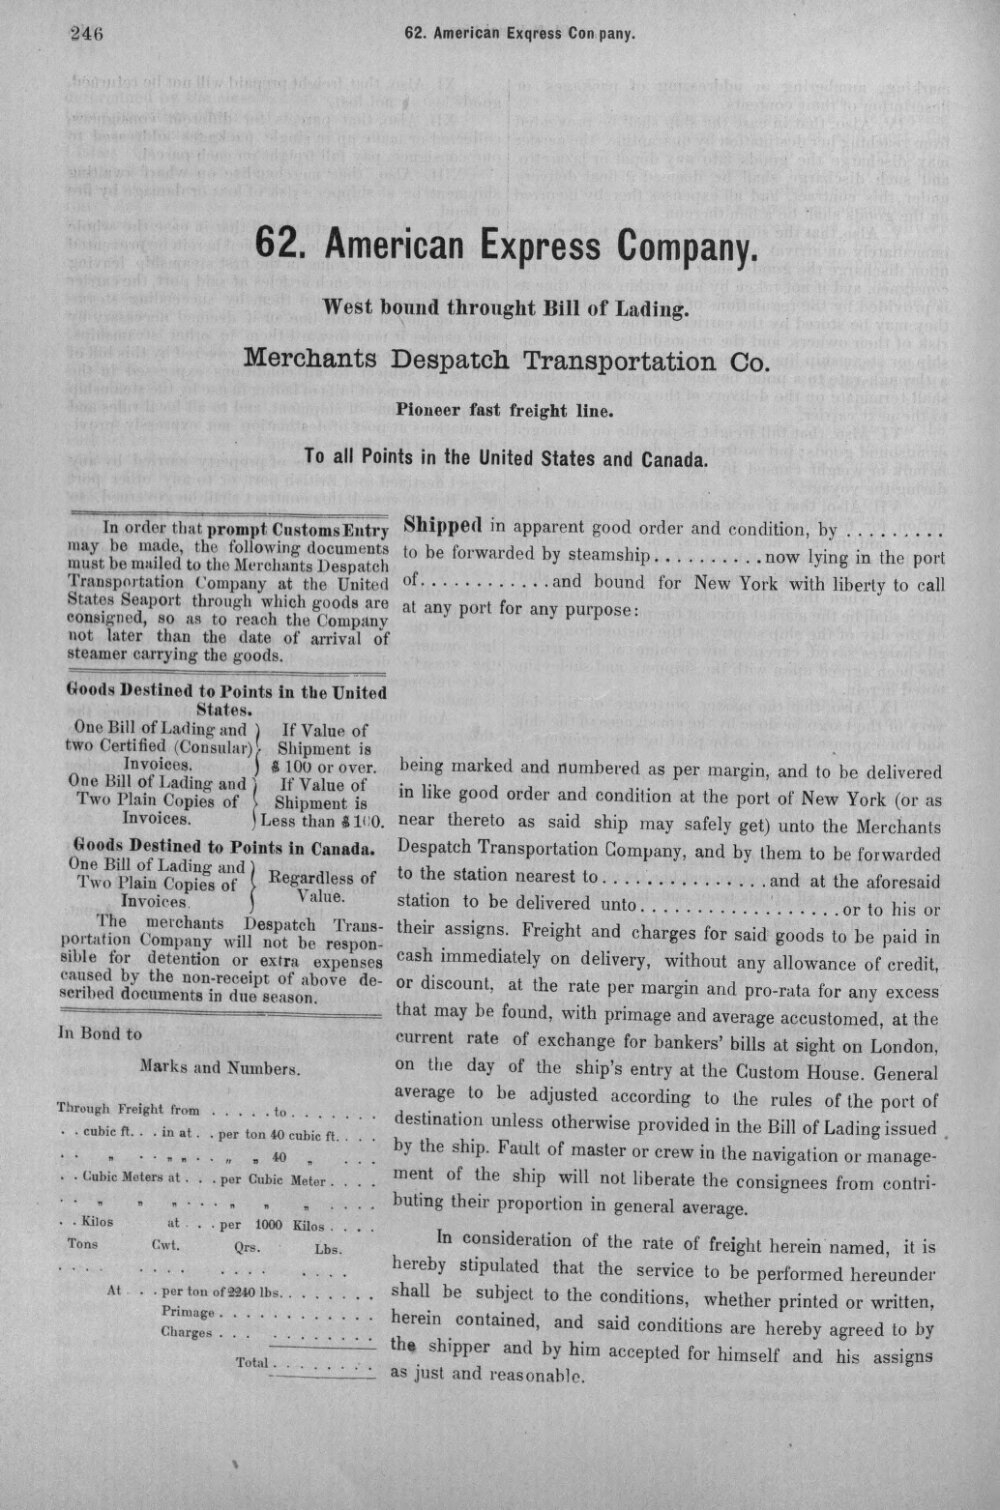 246
62. American Exqress Con pany.
62. American Express Company.
West bound throught Bill of Lading.
Merchants Despatch Transportation Co.
Pioneer fast freight line.
To all Points in the United States and Canada.
In order that prompt Customs Entry
may be made, the following documents
must be mailed to the Merchants Despatch
Transportation Company at the United
States Seaport through which goods are
consigned, so as to reach the Company
not later than the date of arrival of
steamer carrying the goods.
Goods Destined to Points in the United
States.
One Bill of Lading and } If Value of
two Certified (Consular) } Shipment is
Invoices. } $ 100 or over.
One Bill of Lading and } If Value of
Two Plain Copies of } Shipment is
Invoices. } Less than $ 100.
Goods Destined to Points in Canada.
One Bill of Lading and }
Two Plain Copies of } Regardless of
Invoices. } Value.
The merchants Despatch Trans-
portation Company will not be respon-
sible for detention or extra expenses
caused by the non-receipt of above de-
scribed documents in due season.
In Bond to
Marks and Numbers.
Through Freight from . . . . . to . . . . . . .
. . cubic ft. . . in at . . per ton 40 cubic ft. . . .
. . „ . . „ „ . . „ „ 40 „ . . .
. . Cubic Meters at . . . per Cubic Meter . . . .
. . „ „ „ . . . „ „ „ . . . .
. . Kilos at . . . per 1000 Kilos . . . .
Tons Cwt. Qrs. Lbs.
. . . . . . . . . . . . . . . .
At . . . per ton of 2240 lbs. . . . . . . .
Primage . . . . . . . . . . . .
Charges . . . . . . . . . . .
Total . . . . . . . .
Shipped in apparent good order and condition, by . . . . . . . . .
to be forwarded by steamship . . . . . . . . . . now lying in the port
of . . . . . . . . . . . . and bound for New York with liberty to call
at any port for any purpose:
being marked and numbered as per margin, and to be delivered
in like good order and condition at the port of New York (or as
near thereto as said ship may safely get) unto the Merchants
Despatch Transportation Company, and by them to be forwarded
to the station nearest to . . . . . . . . . . . . . . . and at the aforesaid
station to be delivered unto . . . . . . . . . . . . . . . . . . or to his or
their assigns. Freight and charges for said goods to be paid in
cash immediately on delivery, without any allowance of credit,
or discount, at the rate per margin and pro-rata for any excess
that may be found, with primage and average accustomed, at the
current rate of exchange for bankers' bills at sight on London,
on the day of the ship's entry at the Custom House. General
average to be adjusted according to the rules of the port of
destination unless otherwise provided in the Bill of Lading issued
by the ship. Fault of master or crew in the navigation or manage-
ment of the ship will not liberate the consignees from contri-
buting their proportion in general average.
In consideration of the rate of freight herein named, it is
hereby stipulated that the service to be performed hereunder
shall be subject to the conditions, whether printed or written,
herein contained, and said conditions are hereby agreed to by
the shipper and by him accepted for himself and his assigns
as just and reasonable.